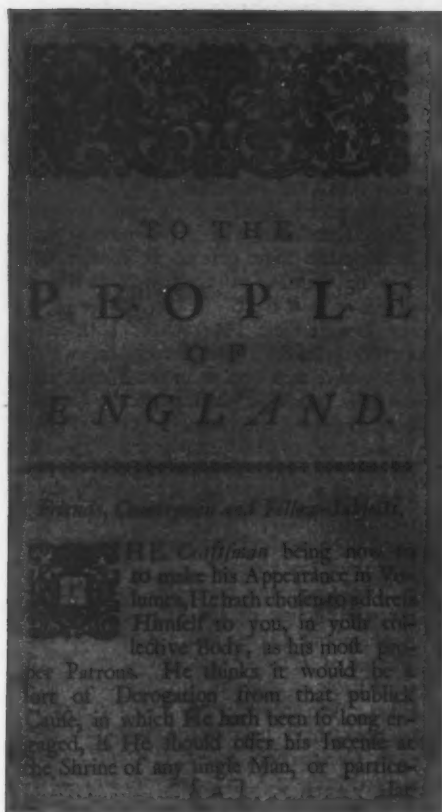 TO THE
PEOPLE
OF
ENGLAND.
Friends, Countrymen and Fellow-Subjects,
THE Craftſman being now to
to make his Appearance in Vo-
lumes, He hath choſen to addreſs
Himſelf to you, in your col-
lective Body, as his moſt pro-
per Patrons. He thinks it would be a
ſort of Derogation from that publick
Cauſe, in which He hath been ſo long en-
gaged, if He ſhould offer his Incenſe at
the Shrine of any ſingle Man, or particu-
lar